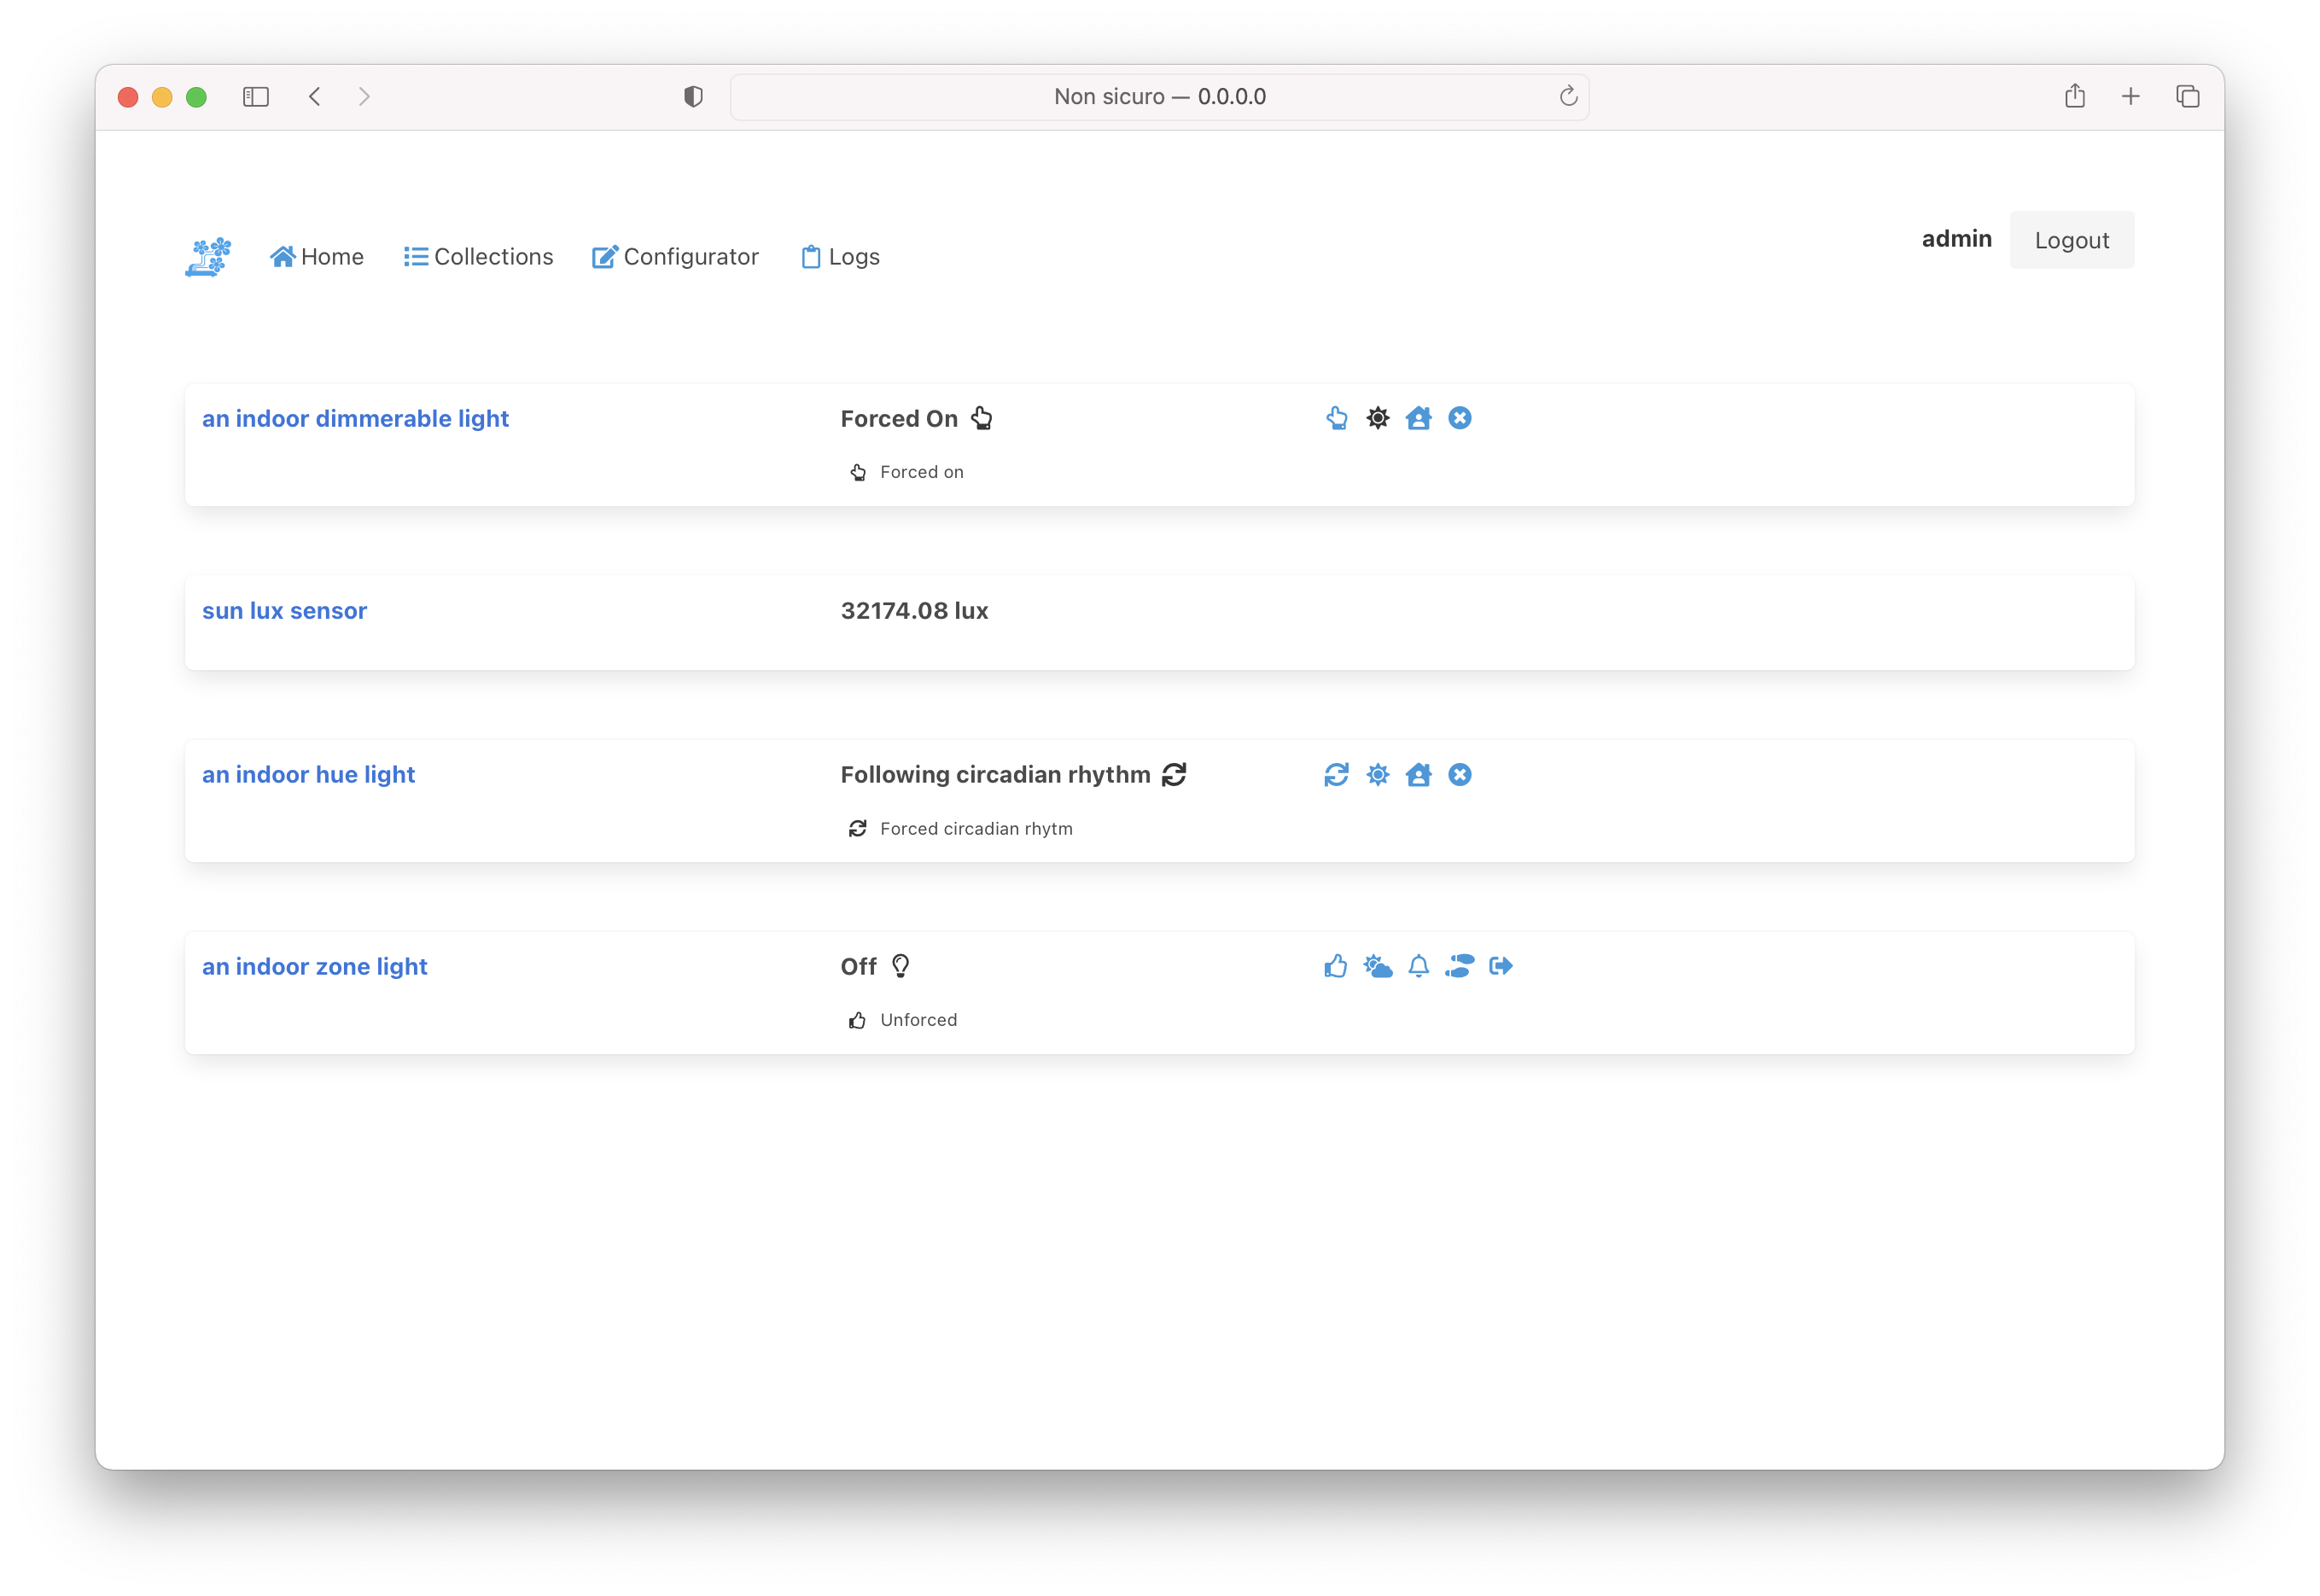 Non sicuro — 0.0.0.0
Home Collections Configurator Logs admin Logout
an indoor dimmerable light Forced On
Forced on
sun lux sensor 32174.08 lux
an indoor hue light Following circadian rhythm
Forced circadian rhytm
an indoor zone light Off
Unforced